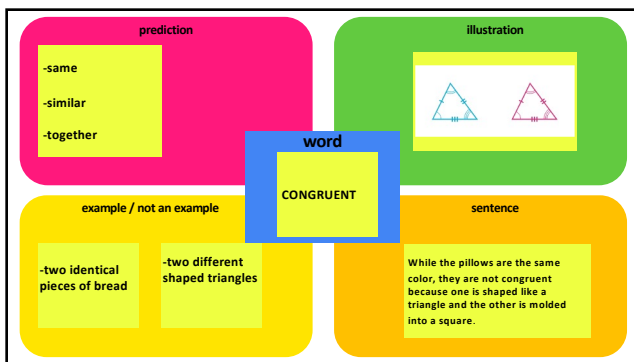 prediction
-same
-similar
-together
illustration
word
CONGRUENT
example / not an example
-two identical
pieces of bread
-two different
shaped triangles
sentence
While the pillows are the same
color, they are not congruent
because one is shaped like a
triangle and the other is molded
into a square.